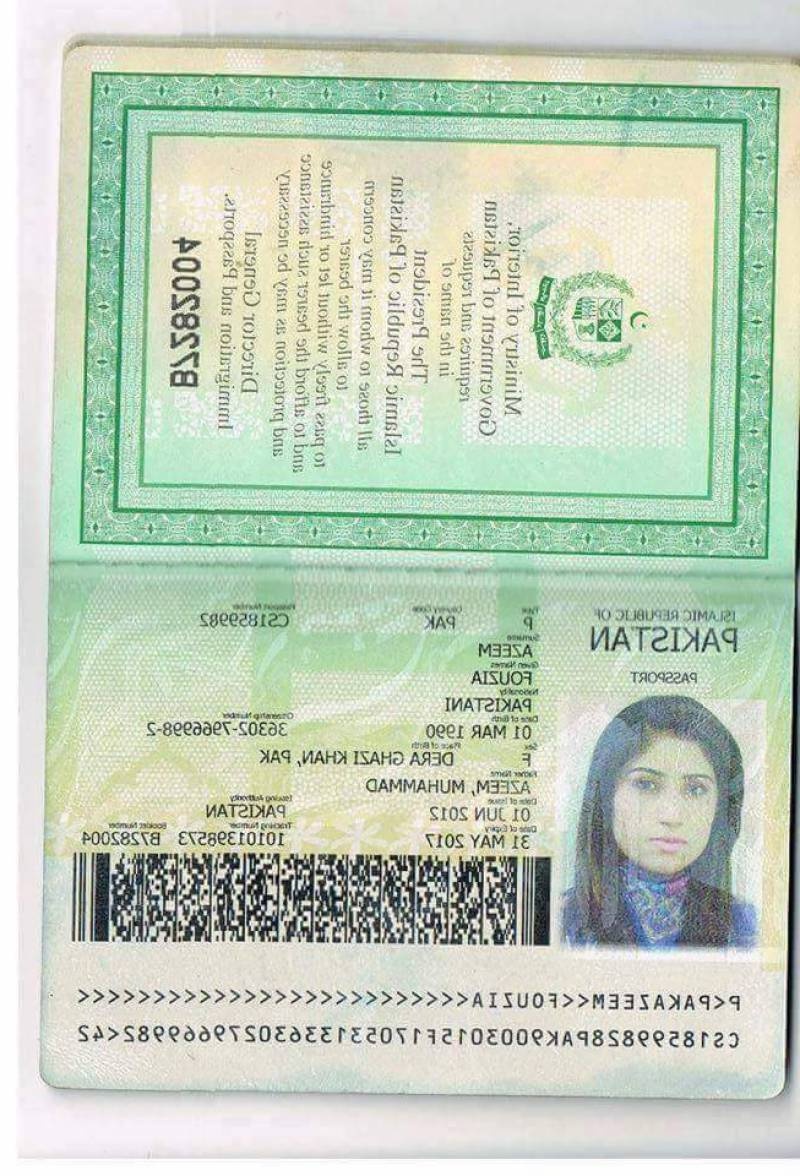 Ministry of Interior,
Government of Pakistan
requires and requests
in the name of
The President
Islamic Republic of Pakistan
all those to whom it may concern
to allow the bearer
to pass freely without let or hindrance
and to afford the bearer such assistance
and protection as may be necessary
Director General
Immigration and Passports.
B7282004
ISLAMIC REPUBLIC OF
PAKISTAN
PASSPORT
Type Country Code Passport Number
P PAK CS1859982
Surname
AZEEM
Given Names
FOUZIA
Nationality
PAKISTANI
Date of Birth Citizenship Number
01 MAR 1990 36302-7966998-2
Sex Place of Birth
F DERA GHAZI KHAN, PAK
Father Name
AZEEM, MUHAMMAD
Date of Issue Issuing Authority
01 JUN 2012 PAKISTAN
Date of Expiry Tracking Number Booklet Number
31 MAY 2017 10101398573 B7282004
P<PAKAZEEM<<FOUZIA<<<<<<<<<<<<<<<<<<<<<<<<<<
CS18599828PAK9003015F17053133630279669982<42